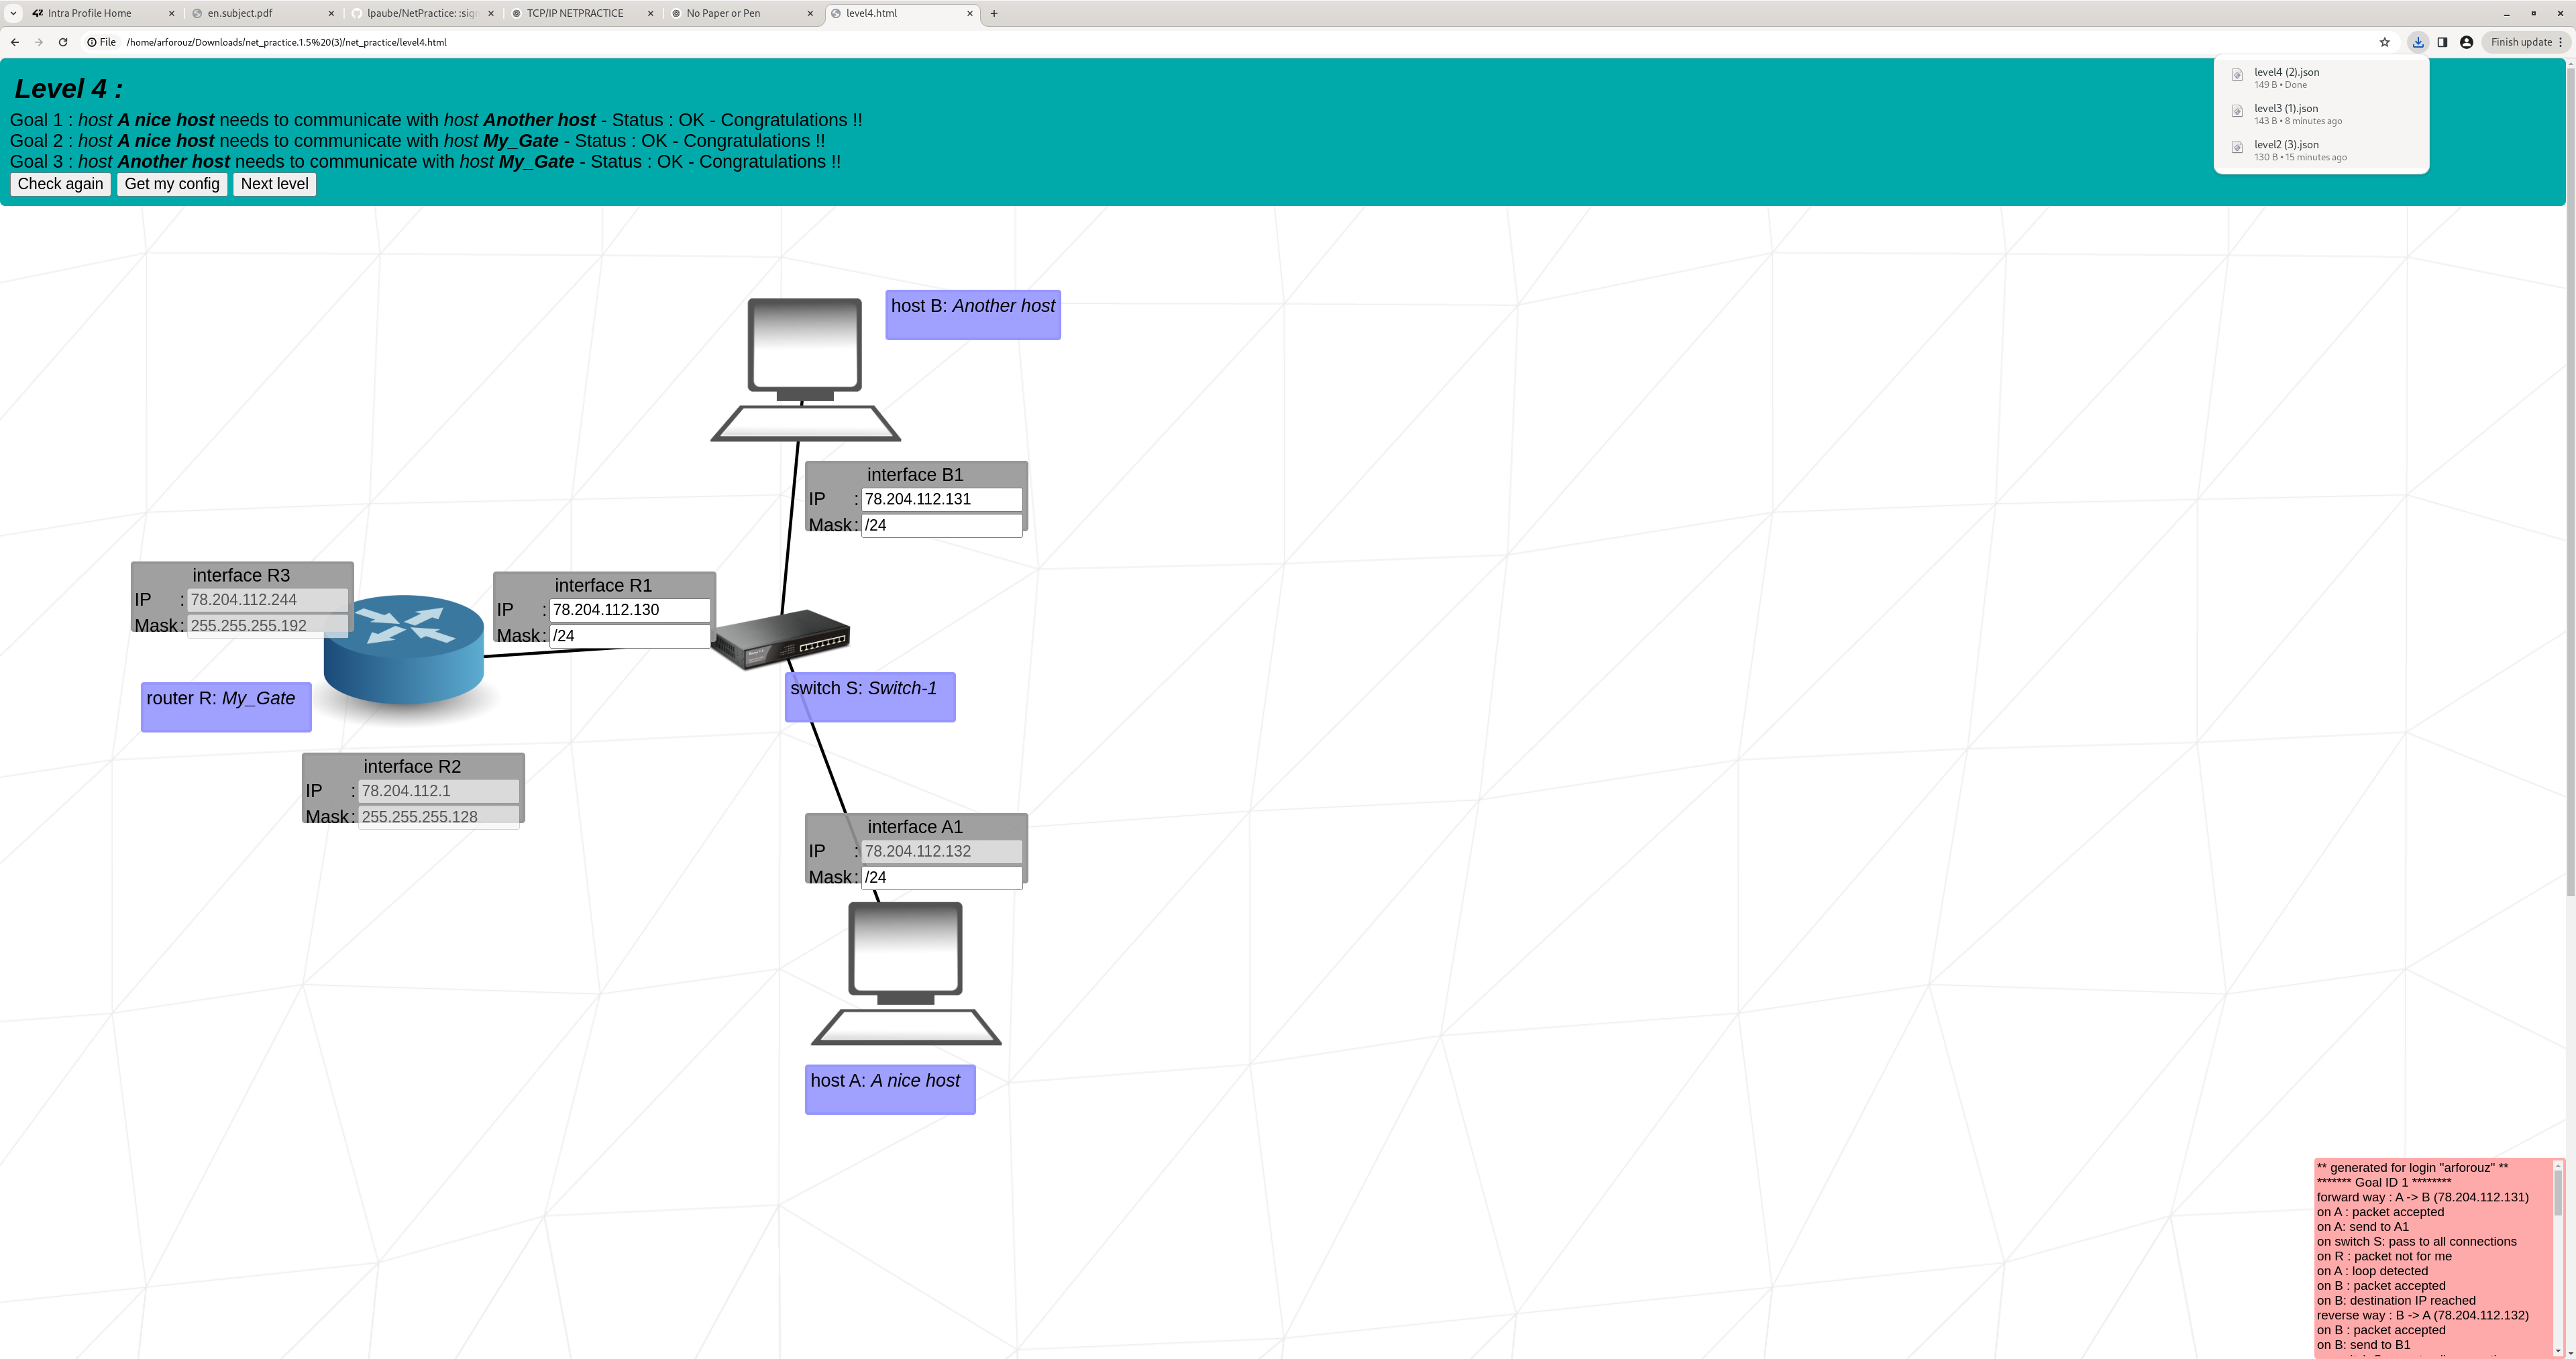 Intra Profile Home
en.subject.pdf
lpaube/NetPractice: :sig
TCP/IP NETPRACTICE
No Paper or Pen
level4.html
File
/home/arforouz/Downloads/net_practice.1.5%20(3)/net_practice/level4.html
Finish update
level4 (2).json
149 B • Done
level3 (1).json
143 B • 8 minutes ago
level2 (3).json
130 B • 15 minutes ago
Level 4 :
Goal 1 : host A nice host needs to communicate with host Another host - Status : OK - Congratulations !!
Goal 2 : host A nice host needs to communicate with host My_Gate - Status : OK - Congratulations !!
Goal 3 : host Another host needs to communicate with host My_Gate - Status : OK - Congratulations !!
Check again
Get my config
Next level
host B: Another host
interface B1
IP : 78.204.112.131
Mask: /24
interface R3
IP : 78.204.112.244
Mask: 255.255.255.192
interface R1
IP : 78.204.112.130
Mask: /24
router R: My_Gate
switch S: Switch-1
interface R2
IP : 78.204.112.1
Mask: 255.255.255.128
interface A1
IP : 78.204.112.132
Mask: /24
host A: A nice host
** generated for login "arforouz" **
******* Goal ID 1 ********
forward way : A -> B (78.204.112.131)
on A : packet accepted
on A: send to A1
on switch S: pass to all connections
on R : packet not for me
on A : loop detected
on B : packet accepted
on B: destination IP reached
reverse way : B -> A (78.204.112.132)
on B : packet accepted
on B: send to B1